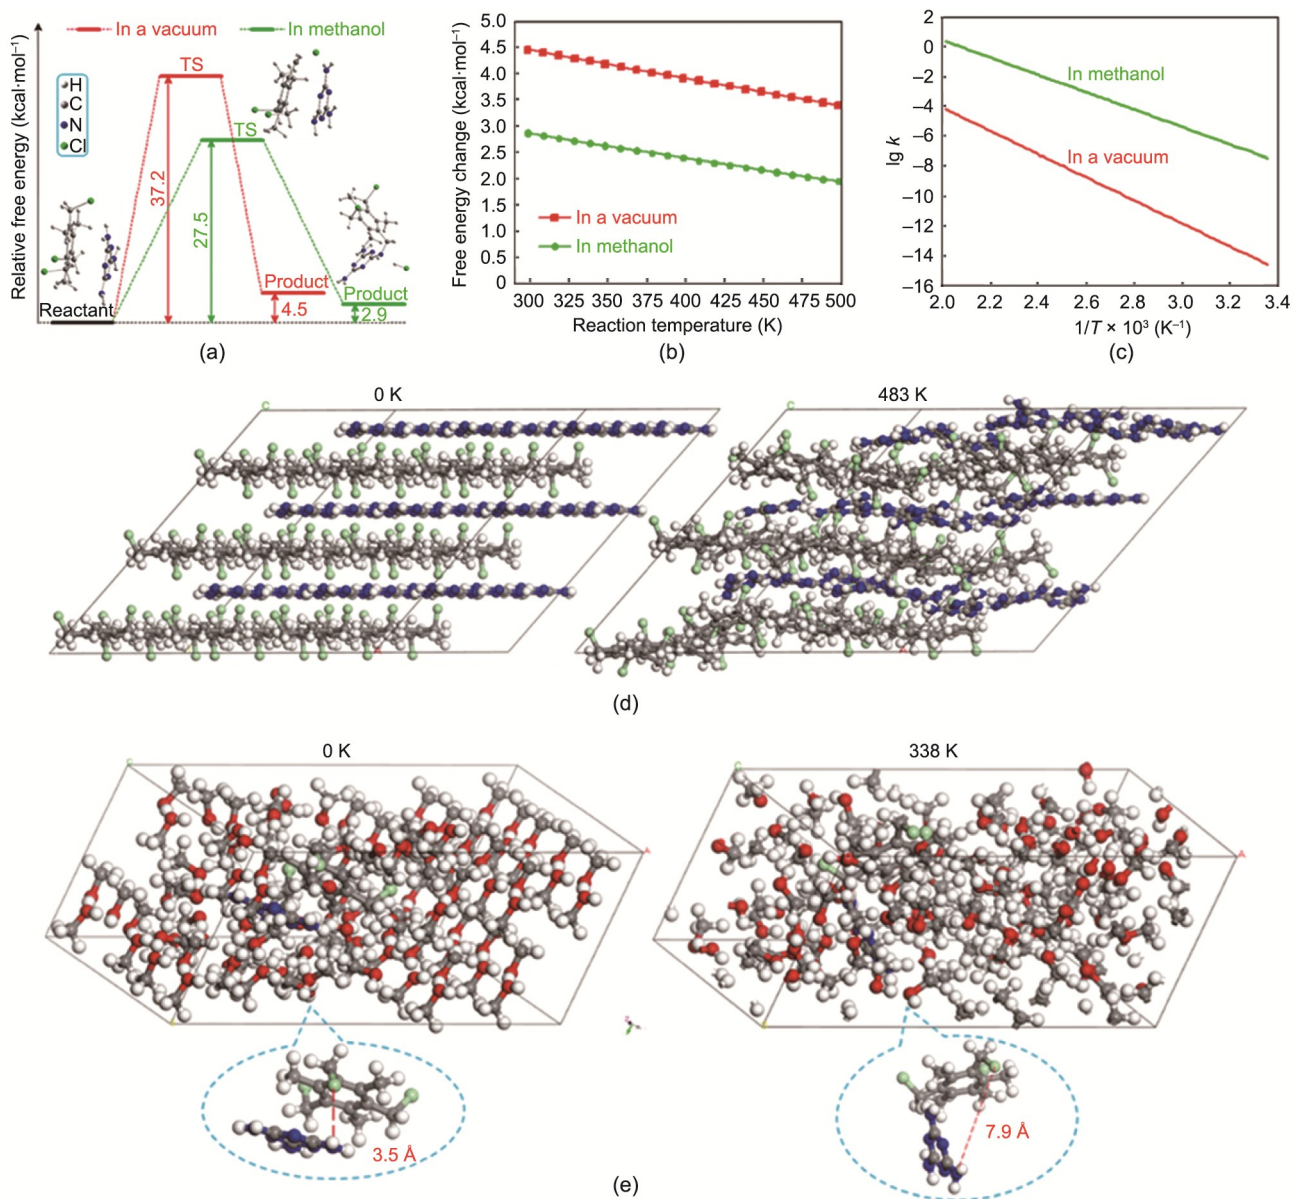 In a vacuum
In methanol
Relative free energy (kcal·mol⁻¹)
H
C
N
Cl
TS
TS
37.2
27.5
Reactant
Product
4.5
Product
2.9
(a)
Free energy change (kcal·mol⁻¹)
5.0
4.5
4.0
3.5
3.0
2.5
2.0
1.5
1.0
0.5
0
In a vacuum
In methanol
300 325 350 375 400 425 450 475 500
Reaction temperature (K)
(b)
lg k
2
0
−2
−4
−6
−8
−10
−12
−14
−16
In methanol
In a vacuum
2.0 2.2 2.4 2.6 2.8 3.0 3.2 3.4
1/T × 10³ (K⁻¹)
(c)
0 K
483 K
(d)
0 K
338 K
3.5 Å
7.9 Å
(e)